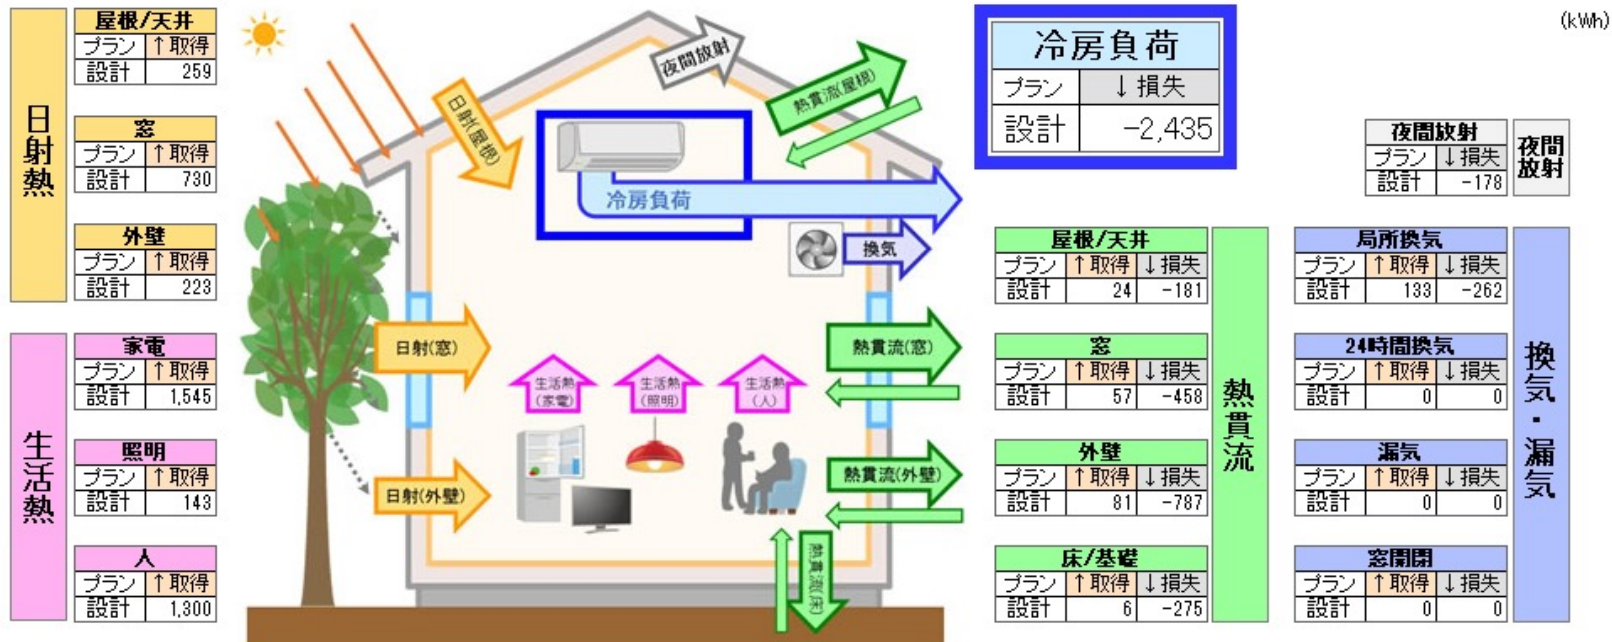 (kWh)
日射熱
屋根/天井
プラン ↑取得
設計 259
窓
プラン ↑取得
設計 730
外壁
プラン ↑取得
設計 223
生活熱
家電
プラン ↑取得
設計 1,545
照明
プラン ↑取得
設計 143
人
プラン ↑取得
設計 1,300
日射(屋根)
夜間放射
熱貫流(屋根)
冷房負荷
換気
日射(窓)
熱貫流(窓)
生活熱
(家電)
生活熱
(照明)
生活熱
(人)
日射(外壁)
熱貫流(外壁)
熱貫流(床)
冷房負荷
プラン ↓損失
設計 -2,435
夜間放射
プラン ↓損失
設計 -178
夜間
放射
屋根/天井
プラン ↑取得 ↓損失
設計 24 -181
窓
プラン ↑取得 ↓損失
設計 57 -458
外壁
プラン ↑取得 ↓損失
設計 81 -787
床/基礎
プラン ↑取得 ↓損失
設計 6 -275
熱貫流
局所換気
プラン ↑取得 ↓損失
設計 133 -262
24時間換気
プラン ↑取得 ↓損失
設計 0 0
漏気
プラン ↑取得 ↓損失
設計 0 0
窓開閉
プラン ↑取得 ↓損失
設計 0 0
換気・漏気